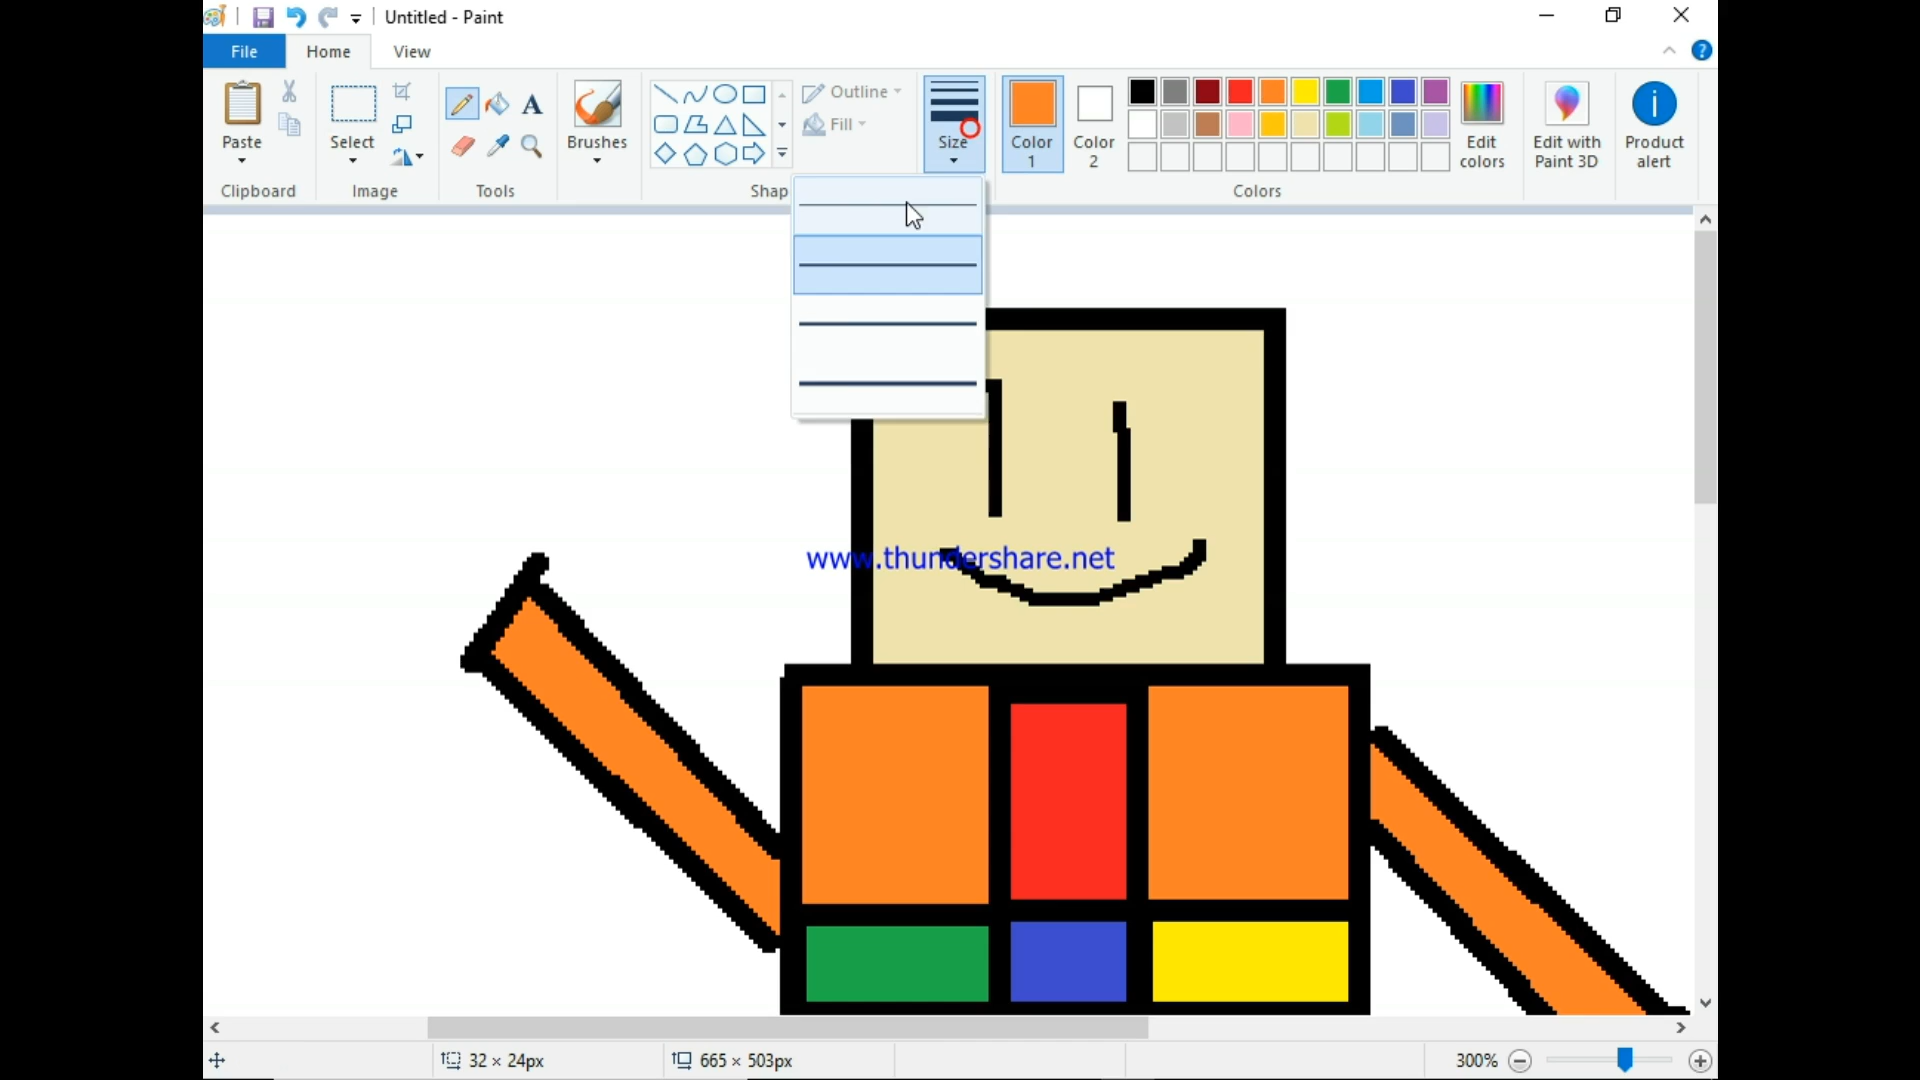 Untitled - Paint
File
Home
View
?
Paste
Clipboard
Select
Image
A
Tools
Brushes
Outline
Fill
Shap
Size
Color
1
Color
2
Colors
Edit
colors
Edit with
Paint 3D
Product
alert
www.thundershare.net
32 × 24px
665 × 503px
300%